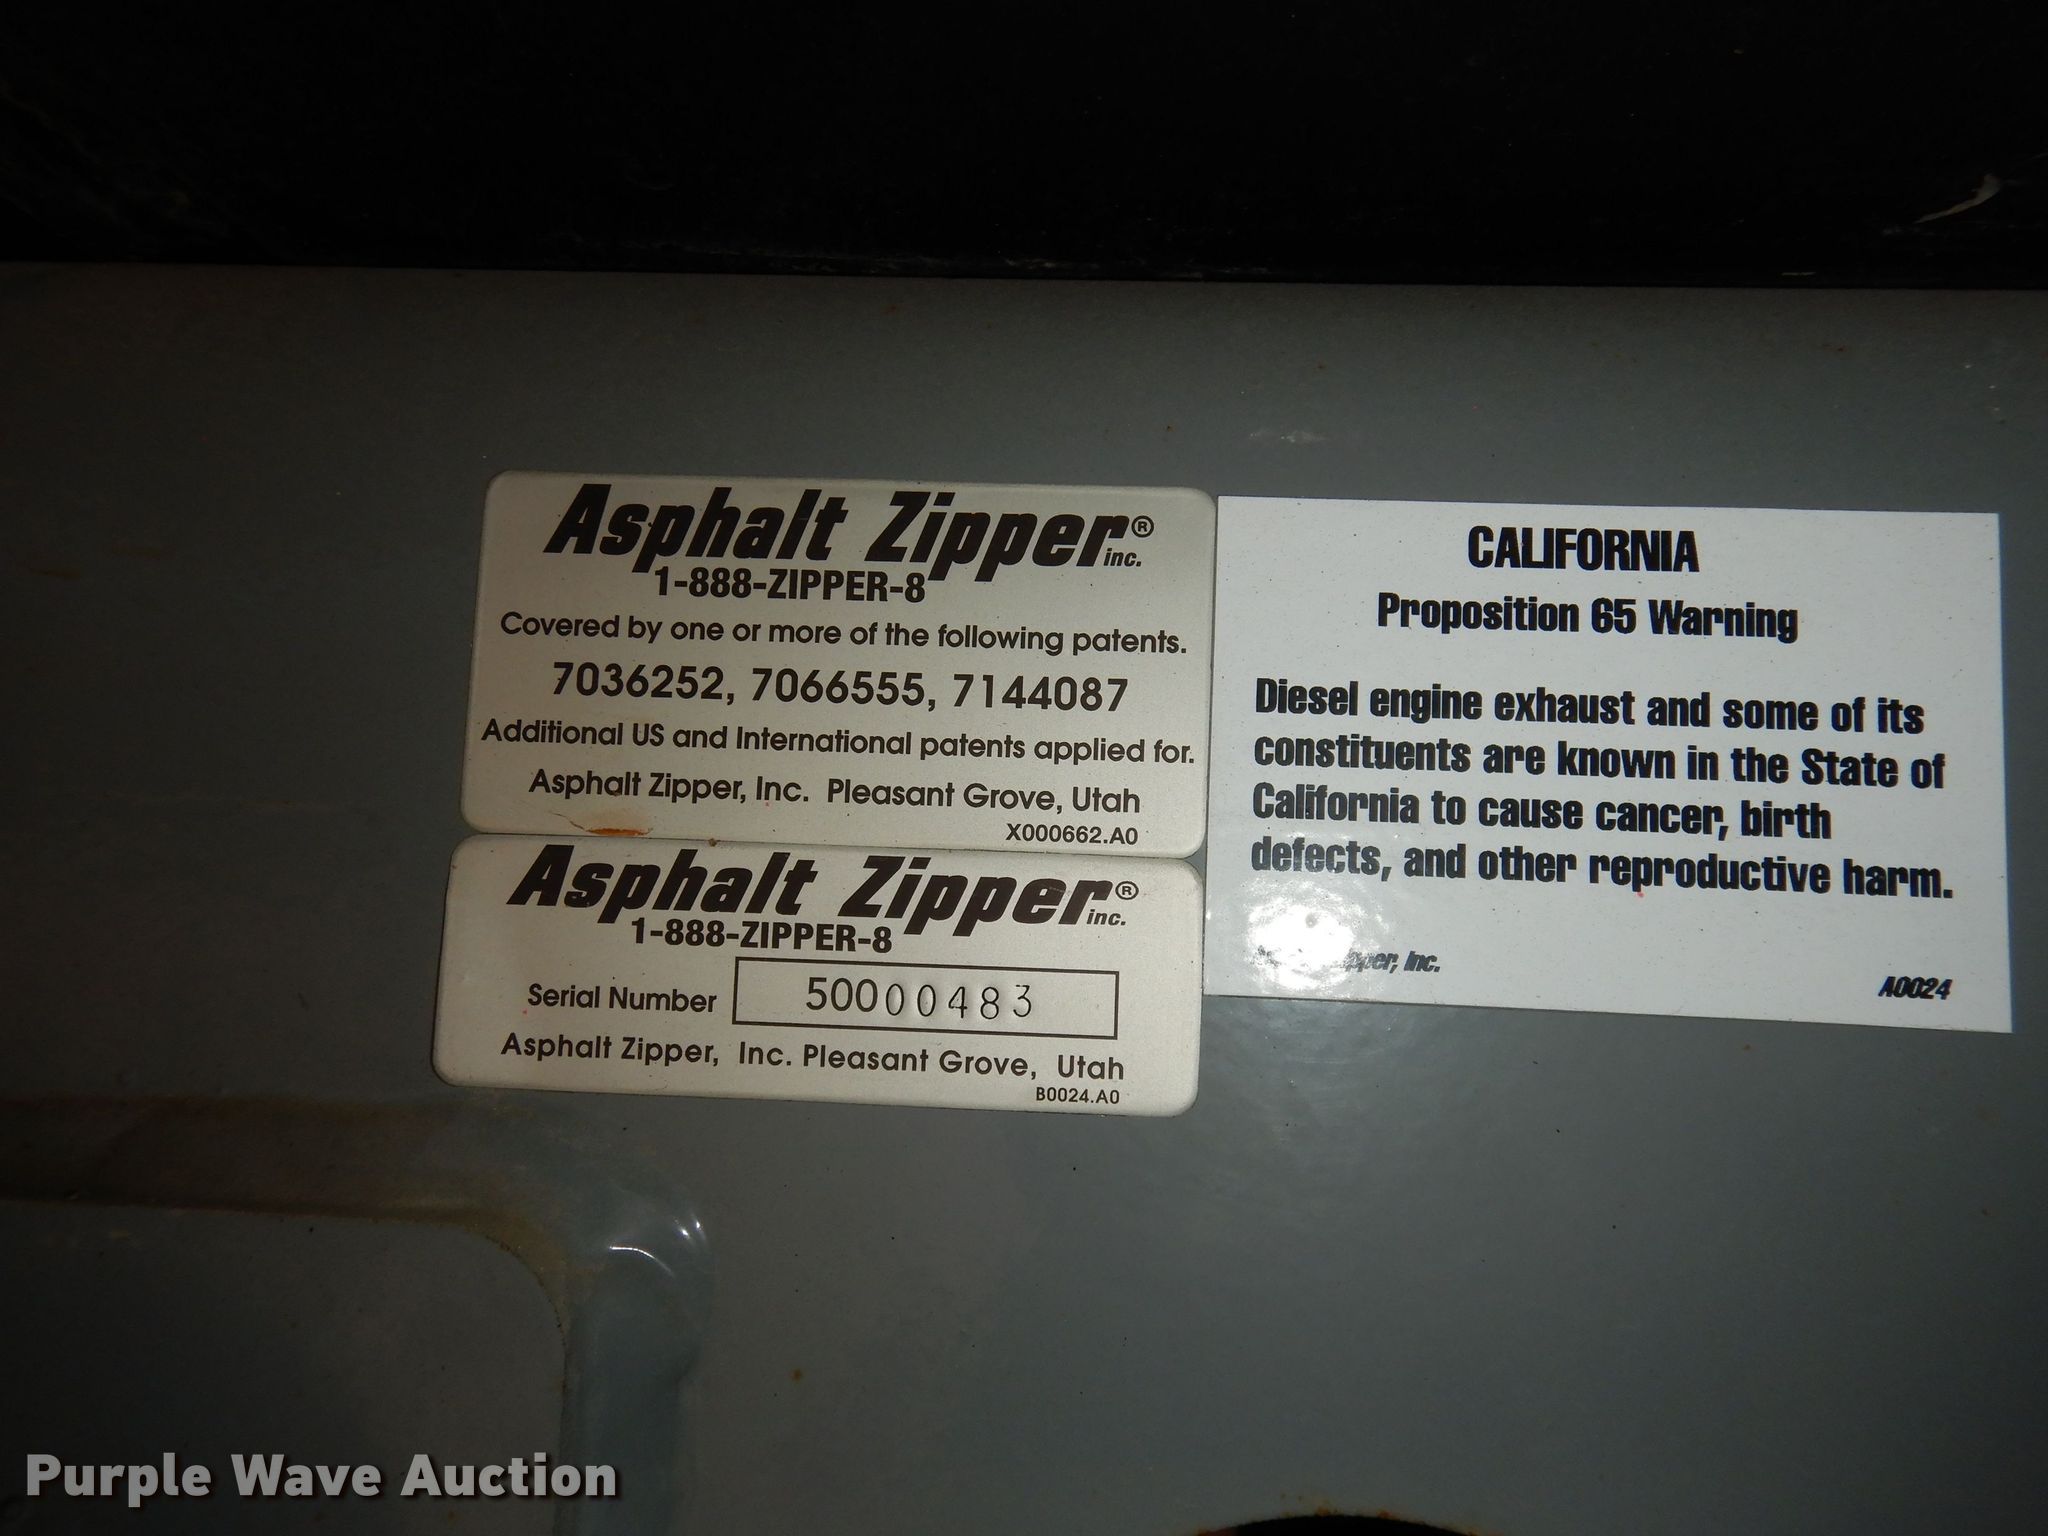 Asphalt Zipper® inc.
1-888-ZIPPER-8
Covered by one or more of the following patents.
7036252, 7066555, 7144087
Additional US and International patents applied for.
Asphalt Zipper, Inc. Pleasant Grove, Utah
X000662.A0
Asphalt Zipper® inc.
1-888-ZIPPER-8
Serial Number 50000483
Asphalt Zipper, Inc. Pleasant Grove, Utah
B0024.A0
CALIFORNIA
Proposition 65 Warning
Diesel engine exhaust and some of its
constituents are known in the State of
California to cause cancer, birth
defects, and other reproductive harm.
Inc.
A0024
Purple Wave Auction